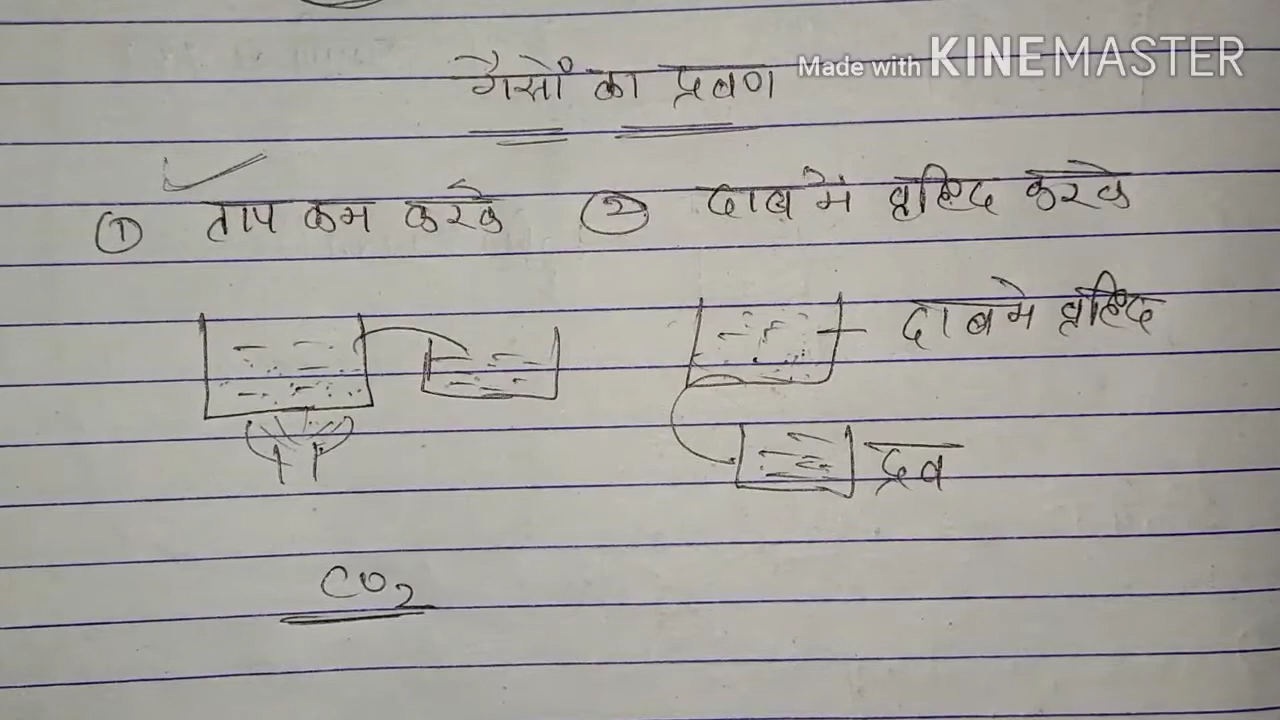 Made with KINEMASTER
गैसों का द्रवण
① ताप कम करके ② दाब में वृद्धि करके
दाब मे वृद्धि
द्रव
CO2